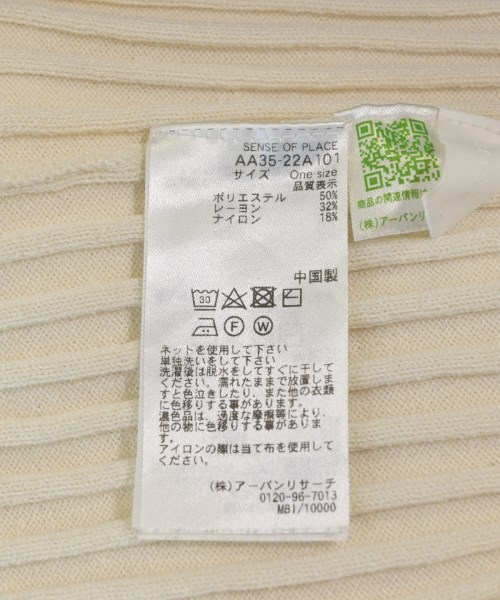 SENSE OF PLACE
AA35-22A101
サイズ One size
品質表示
ポリエステル 50%
レーヨン 32%
ナイロン 18%
中国製
30
F W
ネットを使用して下さい
単独洗いをして下さい
洗濯後は脱水をしてすぐに干して
ください。濡れたままで放置しま
すと色泣きしたり、また他の衣類
に色移りする事があります。
濃色品は、過度な摩擦等により、
他の物に色移りする事があります。
アイロンの際は当て布を使用して
ください。
(株)アーバンリサーチ
0120-96-7013
MBI/10000
商品の関連情報は
(株)アーバンリ